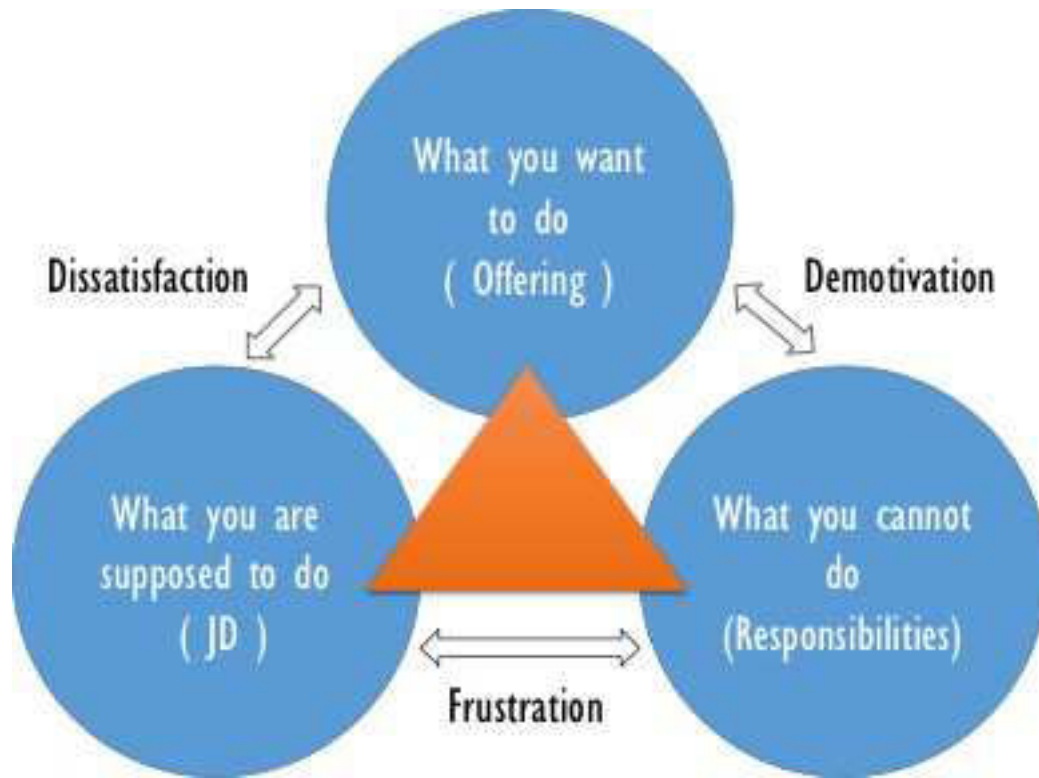 What you want
to do
( Offering )
Dissatisfaction
Demotivation
What you are
supposed to do
( JD )
What you cannot
do
(Responsibilities)
Frustration